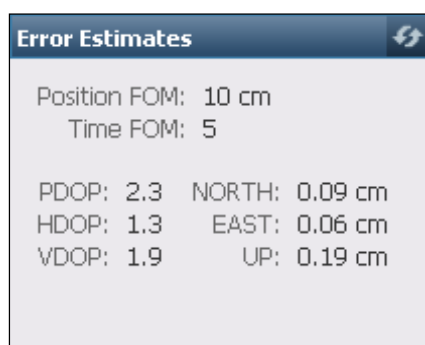 Error Estimates
Position FOM: 10 cm
Time FOM: 5
PDOP: 2.3 NORTH: 0.09 cm
HDOP: 1.3 EAST: 0.06 cm
VDOP: 1.9 UP: 0.19 cm